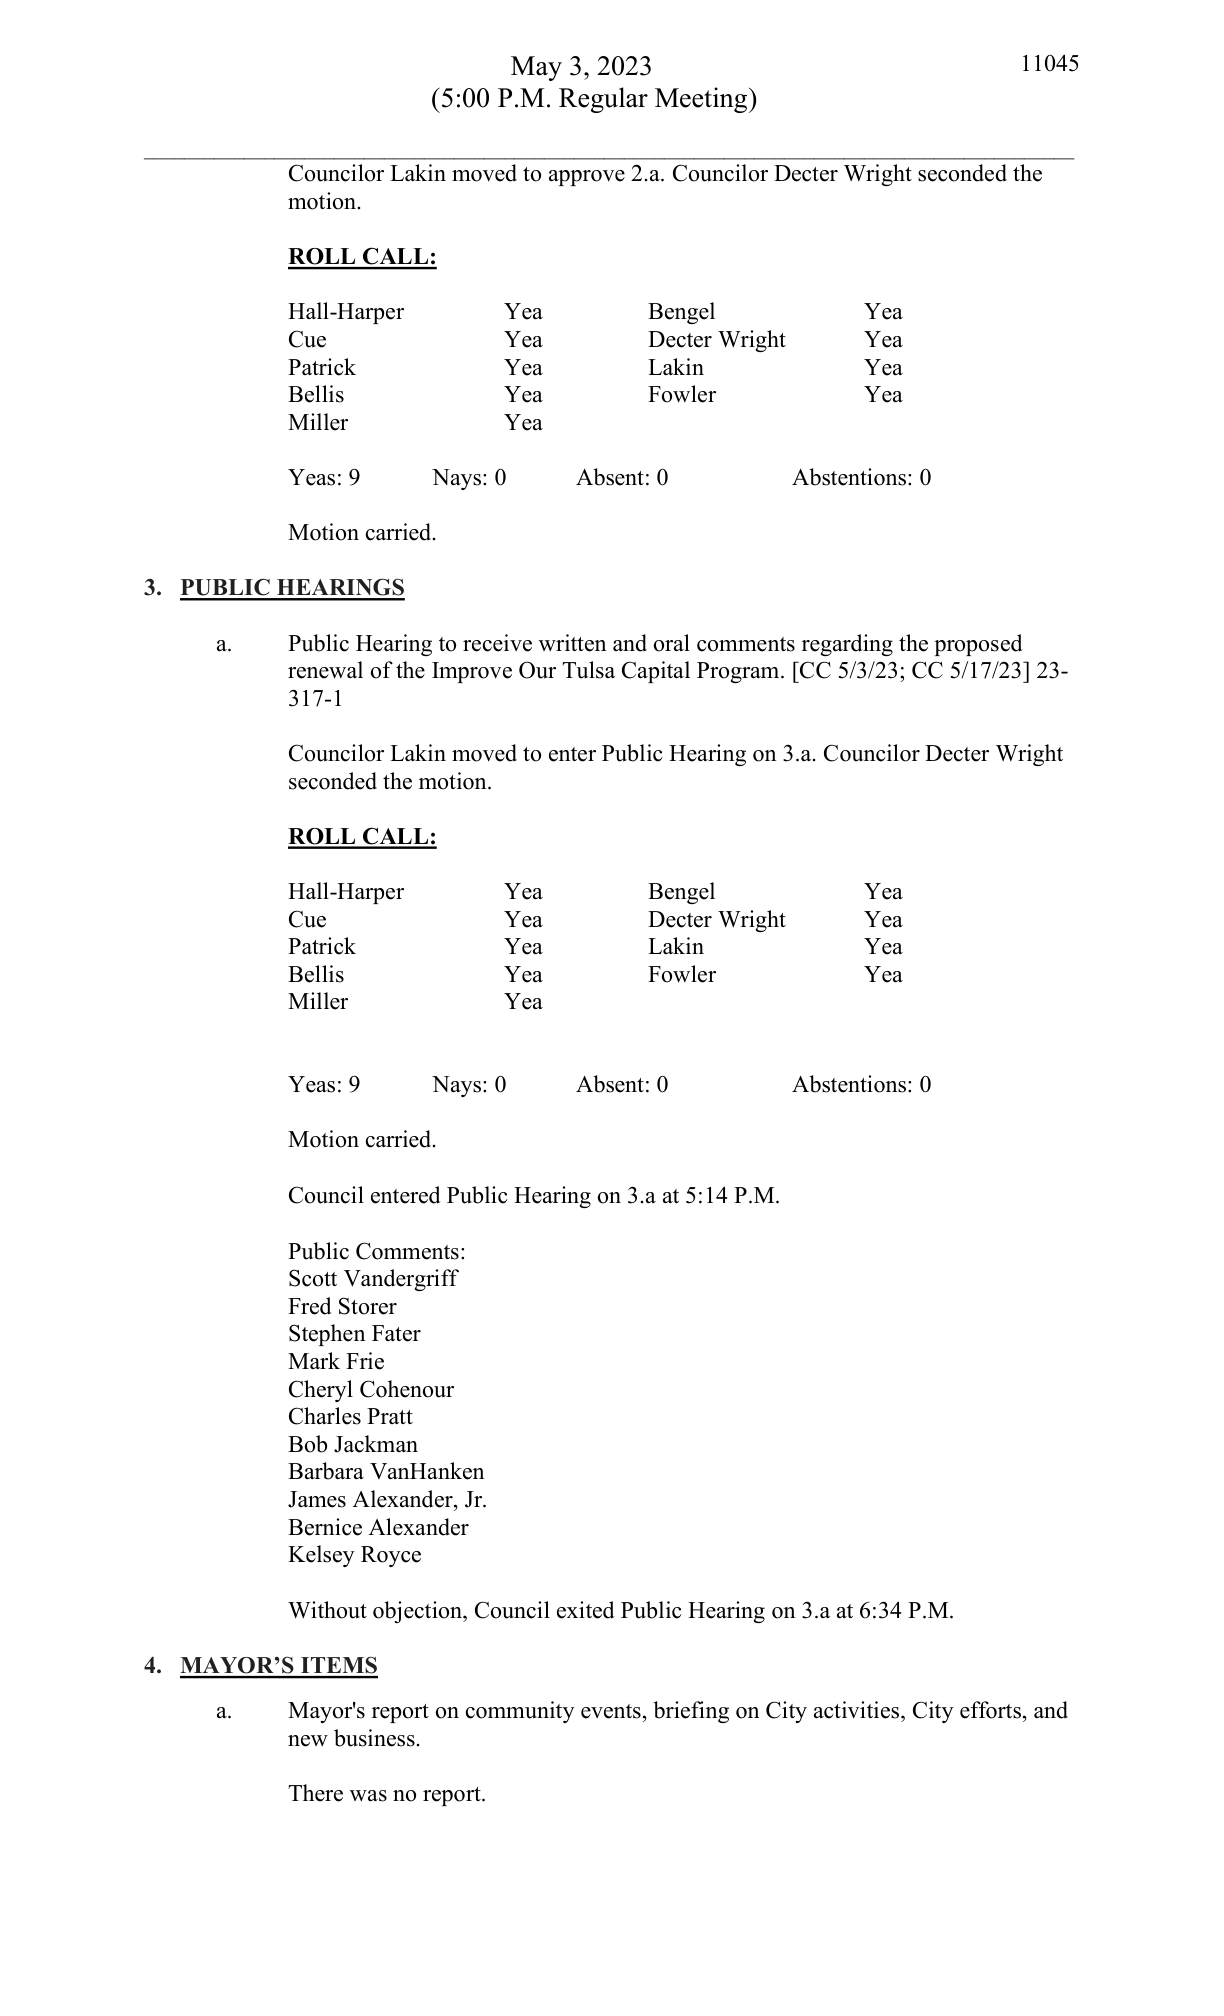 May 3, 2023
11045
(5:00 P.M. Regular Meeting)
Councilor Lakin moved to approve 2.a. Councilor Decter Wright seconded the
motion.
ROLL CALL:
Hall-Harper Yea Bengel Yea
Cue Yea Decter Wright Yea
Patrick Yea Lakin Yea
Bellis Yea Fowler Yea
Miller Yea
Yeas: 9 Nays: 0 Absent: 0 Abstentions: 0
Motion carried.
3. PUBLIC HEARINGS
a. Public Hearing to receive written and oral comments regarding the proposed
renewal of the Improve Our Tulsa Capital Program. [CC 5/3/23; CC 5/17/23] 23-
317-1
Councilor Lakin moved to enter Public Hearing on 3.a. Councilor Decter Wright
seconded the motion.
ROLL CALL:
Hall-Harper Yea Bengel Yea
Cue Yea Decter Wright Yea
Patrick Yea Lakin Yea
Bellis Yea Fowler Yea
Miller Yea
Yeas: 9 Nays: 0 Absent: 0 Abstentions: 0
Motion carried.
Council entered Public Hearing on 3.a at 5:14 P.M.
Public Comments:
Scott Vandergriff
Fred Storer
Stephen Fater
Mark Frie
Cheryl Cohenour
Charles Pratt
Bob Jackman
Barbara VanHanken
James Alexander, Jr.
Bernice Alexander
Kelsey Royce
Without objection, Council exited Public Hearing on 3.a at 6:34 P.M.
4. MAYOR’S ITEMS
a. Mayor's report on community events, briefing on City activities, City efforts, and
new business.
There was no report.